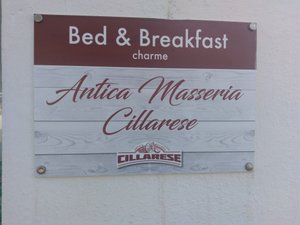 Bed & Breakfast
charme
Antica Masseria
Cillarese
CILLARESE